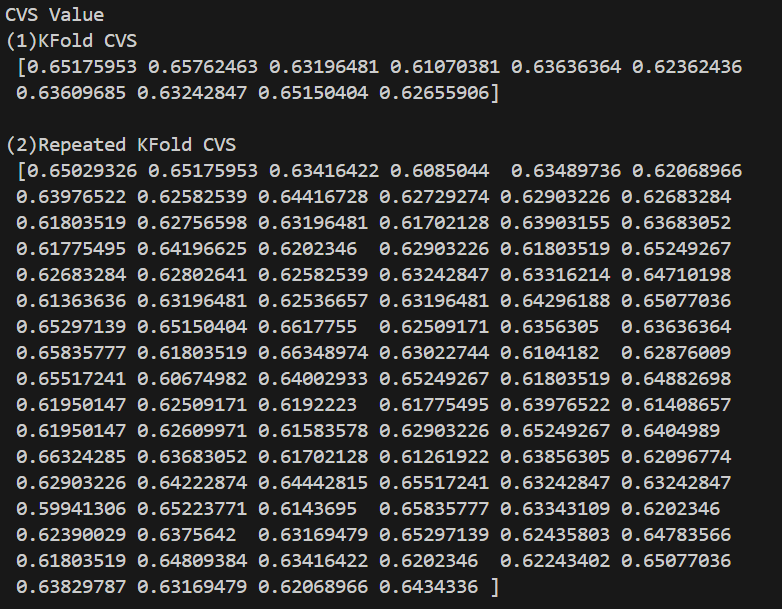 CVS Value
(1)KFold CVS
[0.65175953 0.65762463 0.63196481 0.61070381 0.63636364 0.62362436
0.63609685 0.63242847 0.65150404 0.62655906]
(2)Repeated KFold CVS
[0.65029326 0.65175953 0.63416422 0.6085044  0.63489736 0.62068966
0.63976522 0.62582539 0.64416728 0.62729274 0.62903226 0.62683284
0.61803519 0.62756598 0.63196481 0.61702128 0.63903155 0.63683052
0.61775495 0.64196625 0.6202346  0.62903226 0.61803519 0.65249267
0.62683284 0.62802641 0.62582539 0.63242847 0.63316214 0.64710198
0.61363636 0.63196481 0.62536657 0.63196481 0.64296188 0.65077036
0.65297139 0.65150404 0.6617755  0.62509171 0.6356305  0.63636364
0.65835777 0.61803519 0.66348974 0.63022744 0.6104182  0.62876009
0.65517241 0.60674982 0.64002933 0.65249267 0.61803519 0.64882698
0.61950147 0.62509171 0.6192223  0.61775495 0.63976522 0.61408657
0.61950147 0.62609971 0.61583578 0.62903226 0.65249267 0.6404989
0.66324285 0.63683052 0.61702128 0.61261922 0.63856305 0.62096774
0.62903226 0.64222874 0.64442815 0.65517241 0.63242847 0.63242847
0.59941306 0.65223771 0.6143695  0.65835777 0.63343109 0.6202346
0.62390029 0.6375642  0.63169479 0.65297139 0.62435803 0.64783566
0.61803519 0.64809384 0.63416422 0.6202346  0.62243402 0.65077036
0.63829787 0.63169479 0.62068966 0.6434336 ]